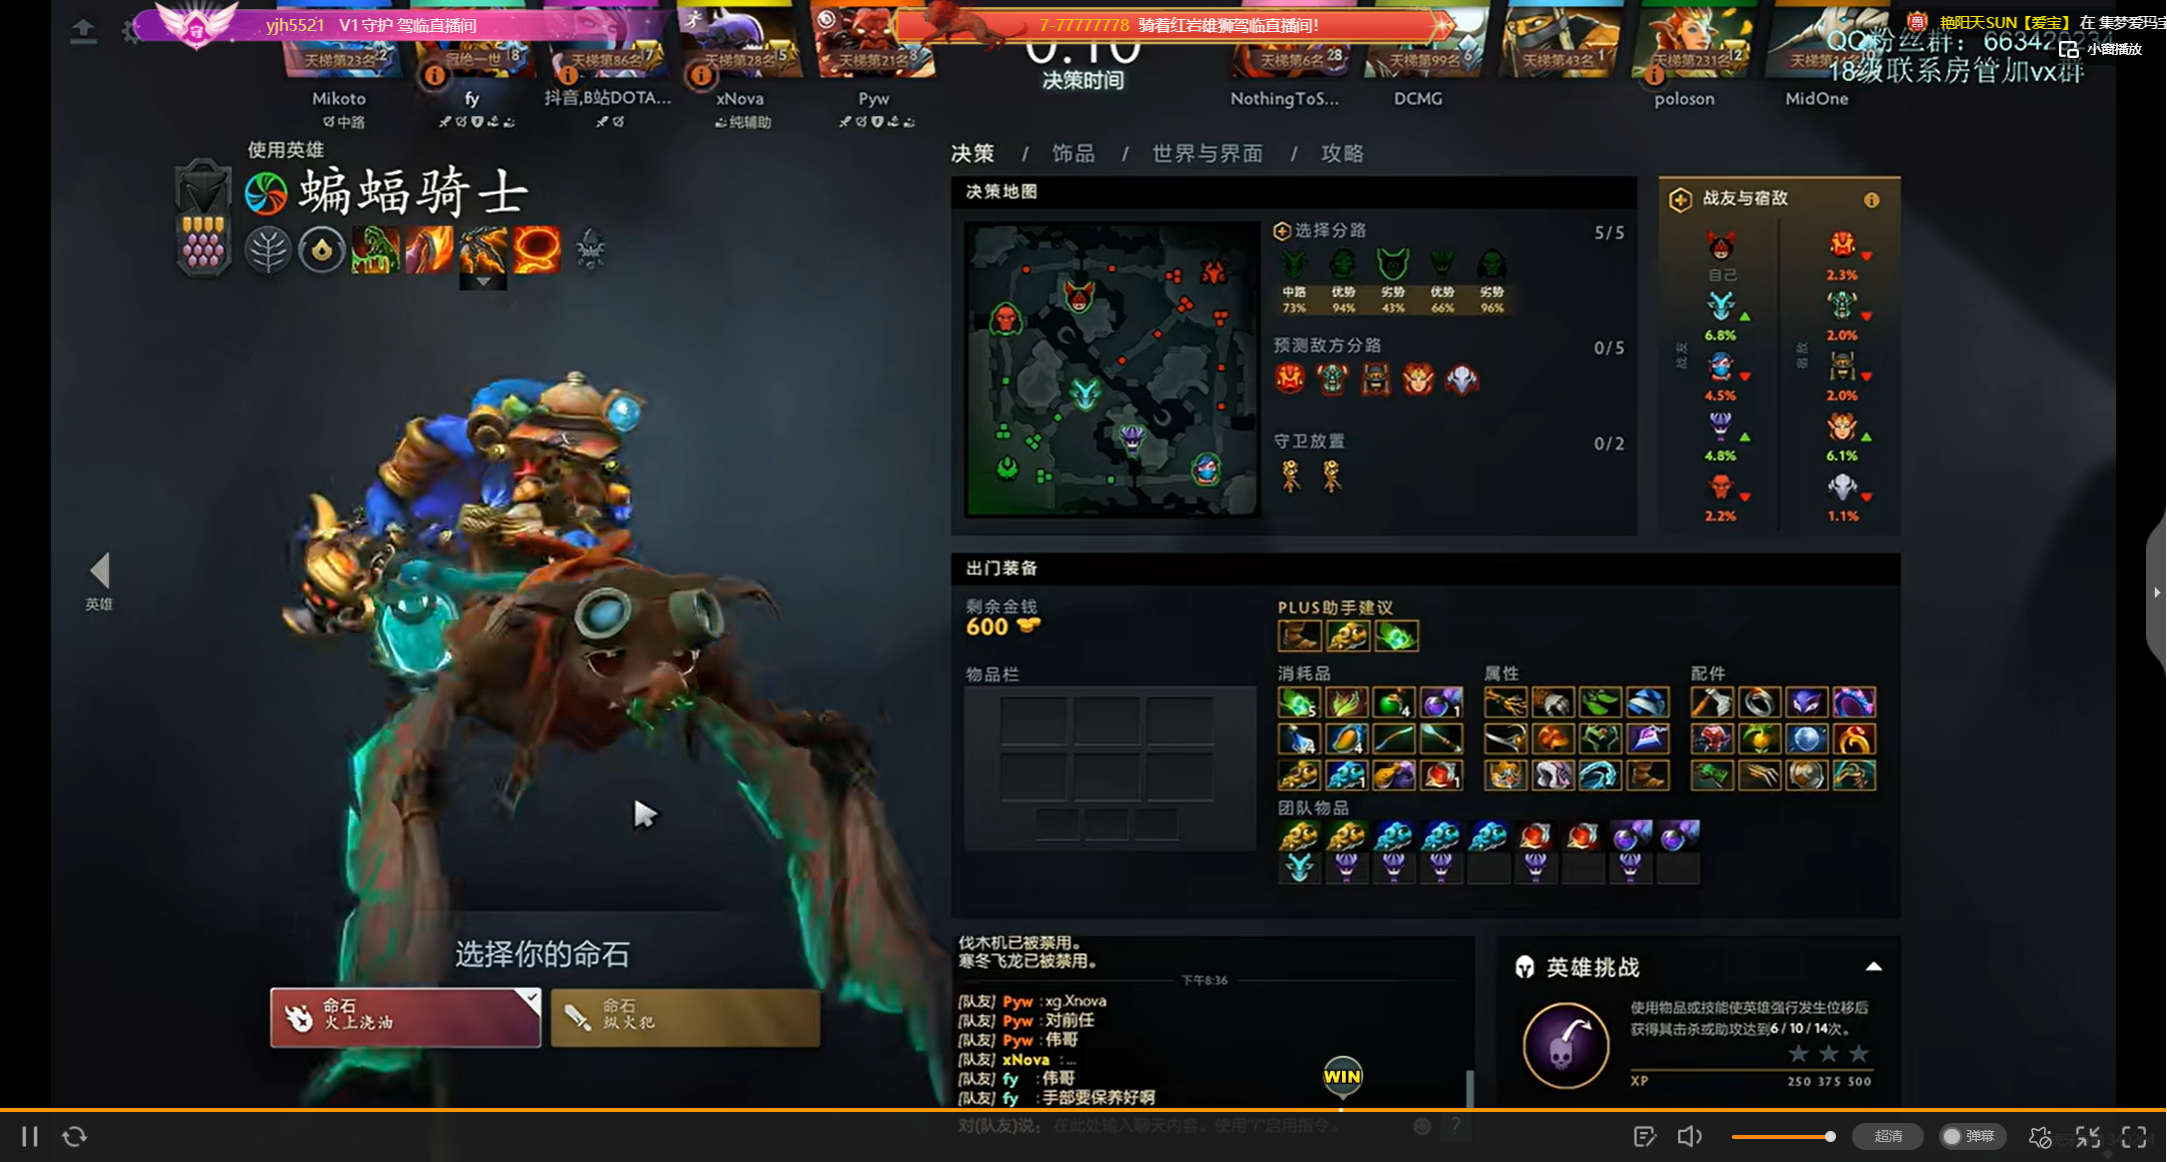 yjh5521 V1 守护 驾临直播间
7-77777778 骑着红岩雄狮驾临直播间!
艳阳天SUN【爱宝】 在 集梦爱玛宝
QQ粉丝群：663420234
小窗播放
18级联系房管加vx群
天梯第23名 22
冠绝一世 18
天梯第86名 17
天梯第28名 15
天梯第21名 8
0:10
决策时间
天梯第6名 28
天梯第99名 6
天梯第43名 1
天梯第231名 12
Mikoto
fy
抖音,B站DOTA...
xNova
Pyw
NothingToS...
DCMG
poloson
MidOne
中路
纯辅助
使用英雄
蝙蝠骑士
英雄
选择你的命石
命石
火上浇油
命石
纵火犯
决策 / 饰品 / 世界与界面 / 攻略
决策地图
选择分路 5/5
中路 优势 劣势 优势 劣势
73% 94% 43% 66% 96%
预测敌方分路 0/5
守卫放置 0/2
战友与宿敌
自己
战友
宿敌
2.3%
6.8% 2.0%
4.5% 2.0%
4.8% 6.1%
2.2% 1.1%
出门装备
剩余金钱
600
物品栏
PLUS助手建议
消耗品 属性 配件
5 4 1
4 4
1 1
团队物品
伐木机已被禁用。
寒冬飞龙已被禁用。
下午8:36
[队友] Pyw :xg.Xnova
[队友] Pyw :对前任
[队友] Pyw :伟哥
[队友] xNova :...
[队友] fy :伟哥
[队友] fy :手部要保养好啊
对(队友)说： 在此处输入聊天内容。使用"/"启用指令。
?
WIN
英雄挑战
使用物品或技能使英雄强行发生位移后
获得其击杀或助攻达到6 / 10 / 14次。
XP 250 375 500
超清
弹幕